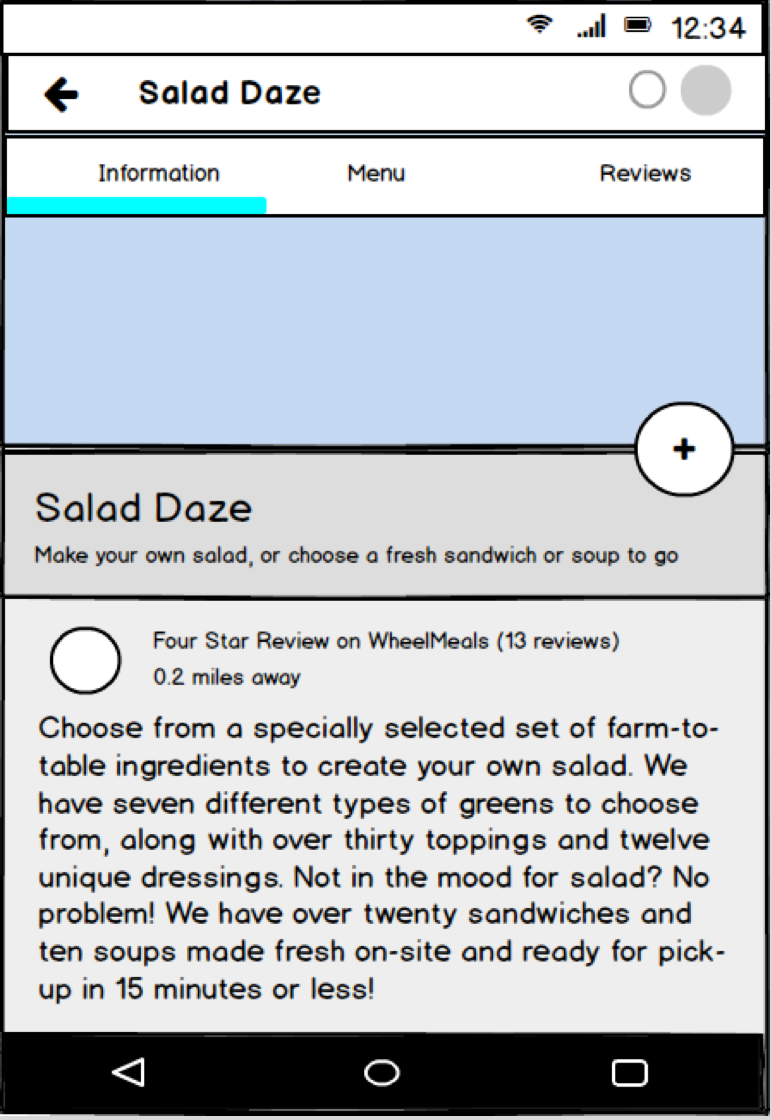 12:34
Salad Daze
Information Menu Reviews
+
Salad Daze
Make your own salad, or choose a fresh sandwich or soup to go
Four Star Review on WheelMeals (13 reviews)
0.2 miles away
Choose from a specially selected set of farm-to-
table ingredients to create your own salad. We
have seven different types of greens to choose
from, along with over thirty toppings and twelve
unique dressings. Not in the mood for salad? No
problem! We have over twenty sandwiches and
ten soups made fresh on-site and ready for pick-
up in 15 minutes or less!